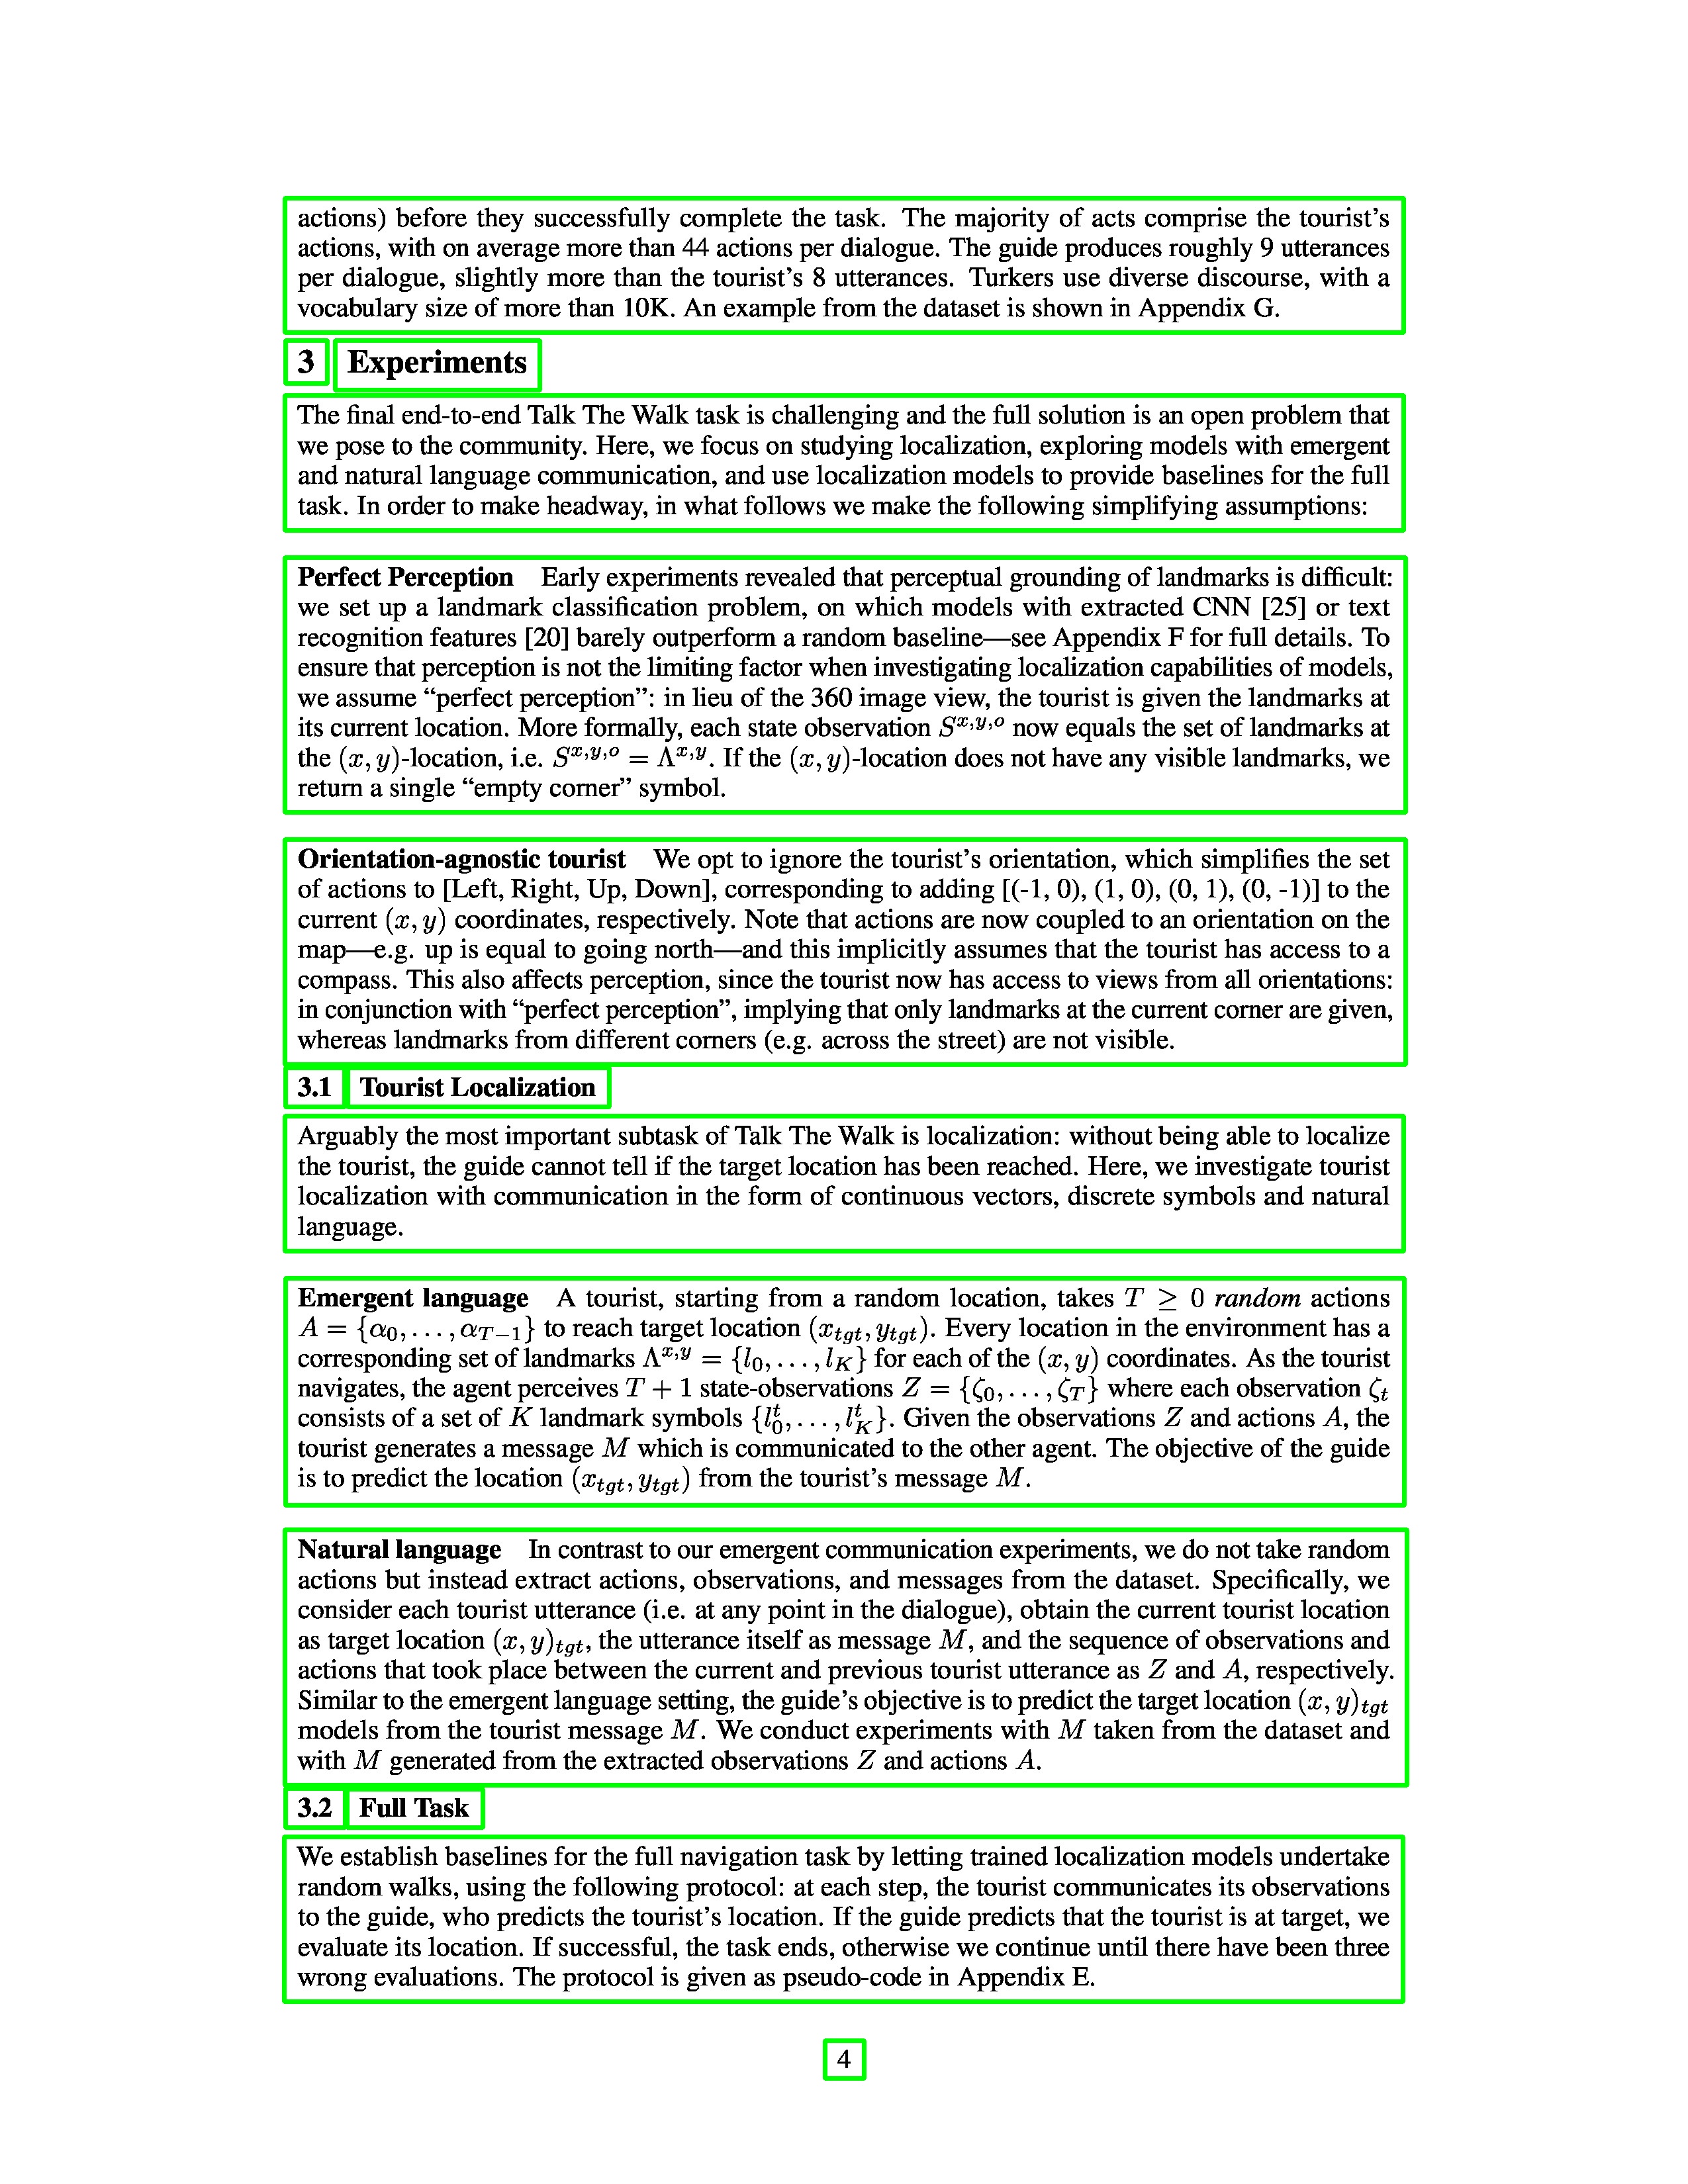 actions) before they successfully complete the task. The majority of acts comprise the tourist's
actions, with on average more than 44 actions per dialogue. The guide produces roughly 9 utterances
per dialogue, slightly more than the tourist's 8 utterances. Turkers use diverse discourse, with a
vocabulary size of more than 10K. An example from the dataset is shown in Appendix G.
3 Experiments
The final end-to-end Talk The Walk task is challenging and the full solution is an open problem that
we pose to the community. Here, we focus on studying localization, exploring models with emergent
and natural language communication, and use localization models to provide baselines for the full
task. In order to make headway, in what follows we make the following simplifying assumptions:
Perfect Perception Early experiments revealed that perceptual grounding of landmarks is difficult:
we set up a landmark classification problem, on which models with extracted CNN [25] or text
recognition features [20] barely outperform a random baseline—see Appendix F for full details. To
ensure that perception is not the limiting factor when investigating localization capabilities of models,
we assume “perfect perception”: in lieu of the 360 image view, the tourist is given the landmarks at
its current location. More formally, each state observation $S^{x,y,o}$ now equals the set of landmarks at
the $(x, y)$-location, i.e. $S^{x,y,o} = \Lambda^{x,y}$. If the $(x, y)$-location does not have any visible landmarks, we
return a single “empty corner” symbol.
Orientation-agnostic tourist We opt to ignore the tourist's orientation, which simplifies the set
of actions to [Left, Right, Up, Down], corresponding to adding [(-1, 0), (1, 0), (0, 1), (0, -1)] to the
current $(x, y)$ coordinates, respectively. Note that actions are now coupled to an orientation on the
map—e.g. up is equal to going north—and this implicitly assumes that the tourist has access to a
compass. This also affects perception, since the tourist now has access to views from all orientations:
in conjunction with “perfect perception”, implying that only landmarks at the current corner are given,
whereas landmarks from different corners (e.g. across the street) are not visible.
3.1 Tourist Localization
Arguably the most important subtask of Talk The Walk is localization: without being able to localize
the tourist, the guide cannot tell if the target location has been reached. Here, we investigate tourist
localization with communication in the form of continuous vectors, discrete symbols and natural
language.
Emergent language A tourist, starting from a random location, takes $T \geq 0$ random actions
$A = \{\alpha_0, \ldots, \alpha_{T-1}\}$ to reach target location $(x_{tgt}, y_{tgt})$. Every location in the environment has a
corresponding set of landmarks $\Lambda^{x,y} = \{l_0, \ldots, l_K\}$ for each of the $(x, y)$ coordinates. As the tourist
navigates, the agent perceives $T + 1$ state-observations $Z = \{\zeta_0, \ldots, \zeta_T\}$ where each observation $\zeta_t$
consists of a set of $K$ landmark symbols $\{l_0^t, \ldots, l_K^t\}$. Given the observations $Z$ and actions $A$, the
tourist generates a message $M$ which is communicated to the other agent. The objective of the guide
is to predict the location $(x_{tgt}, y_{tgt})$ from the tourist's message $M$.
Natural language In contrast to our emergent communication experiments, we do not take random
actions but instead extract actions, observations, and messages from the dataset. Specifically, we
consider each tourist utterance (i.e. at any point in the dialogue), obtain the current tourist location
as target location $(x, y)_{tgt}$, the utterance itself as message $M$, and the sequence of observations and
actions that took place between the current and previous tourist utterance as $Z$ and $A$, respectively.
Similar to the emergent language setting, the guide's objective is to predict the target location $(x, y)_{tgt}$
models from the tourist message $M$. We conduct experiments with $M$ taken from the dataset and
with $M$ generated from the extracted observations $Z$ and actions $A$.
3.2 Full Task
We establish baselines for the full navigation task by letting trained localization models undertake
random walks, using the following protocol: at each step, the tourist communicates its observations
to the guide, who predicts the tourist's location. If the guide predicts that the tourist is at target, we
evaluate its location. If successful, the task ends, otherwise we continue until there have been three
wrong evaluations. The protocol is given as pseudo-code in Appendix E.
4